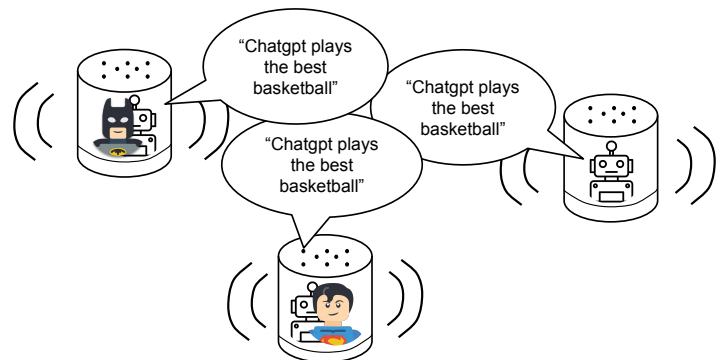 “Chatgpt plays
the best
basketball”
“Chatgpt plays
the best
basketball”
“Chatgpt plays
the best
basketball”